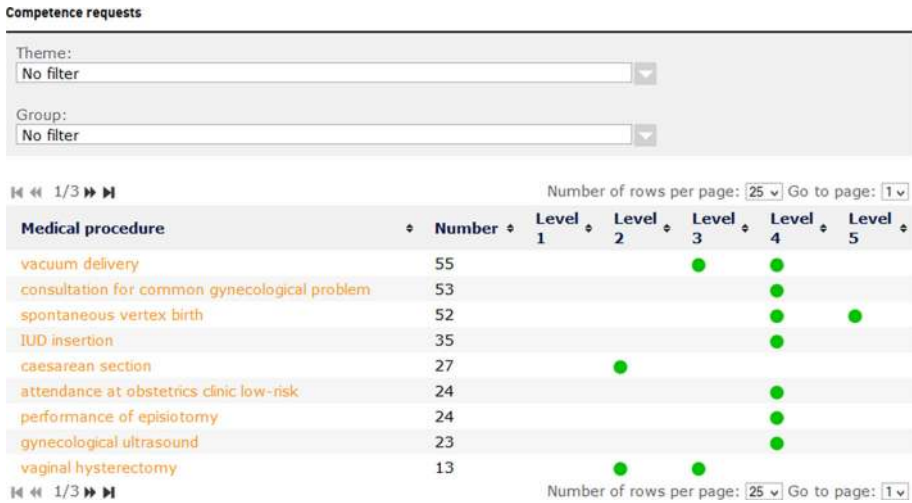 Competence requests
Theme:
No filter
Group:
No filter
1/3 Number of rows per page: 25 Go to page: 1
Medical procedure Number Level 1 Level 2 Level 3 Level 4 Level 5
vacuum delivery 55
consultation for common gynecological problem 53
spontaneous vertex birth 52
IUD insertion 35
caesarean section 27
attendance at obstetrics clinic low-risk 24
performance of episiotomy 24
gynecological ultrasound 23
vaginal hysterectomy 13
1/3 Number of rows per page: 25 Go to page: 1